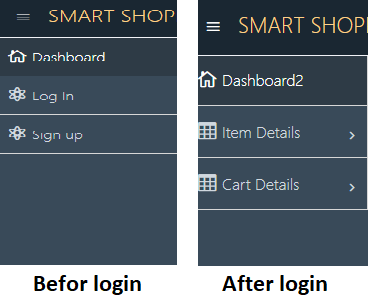 SMART SHOP
Dashboard
Log In
Sign up
Befor login
SMART SHOP
Dashboard2
Item Details
Cart Details
After login